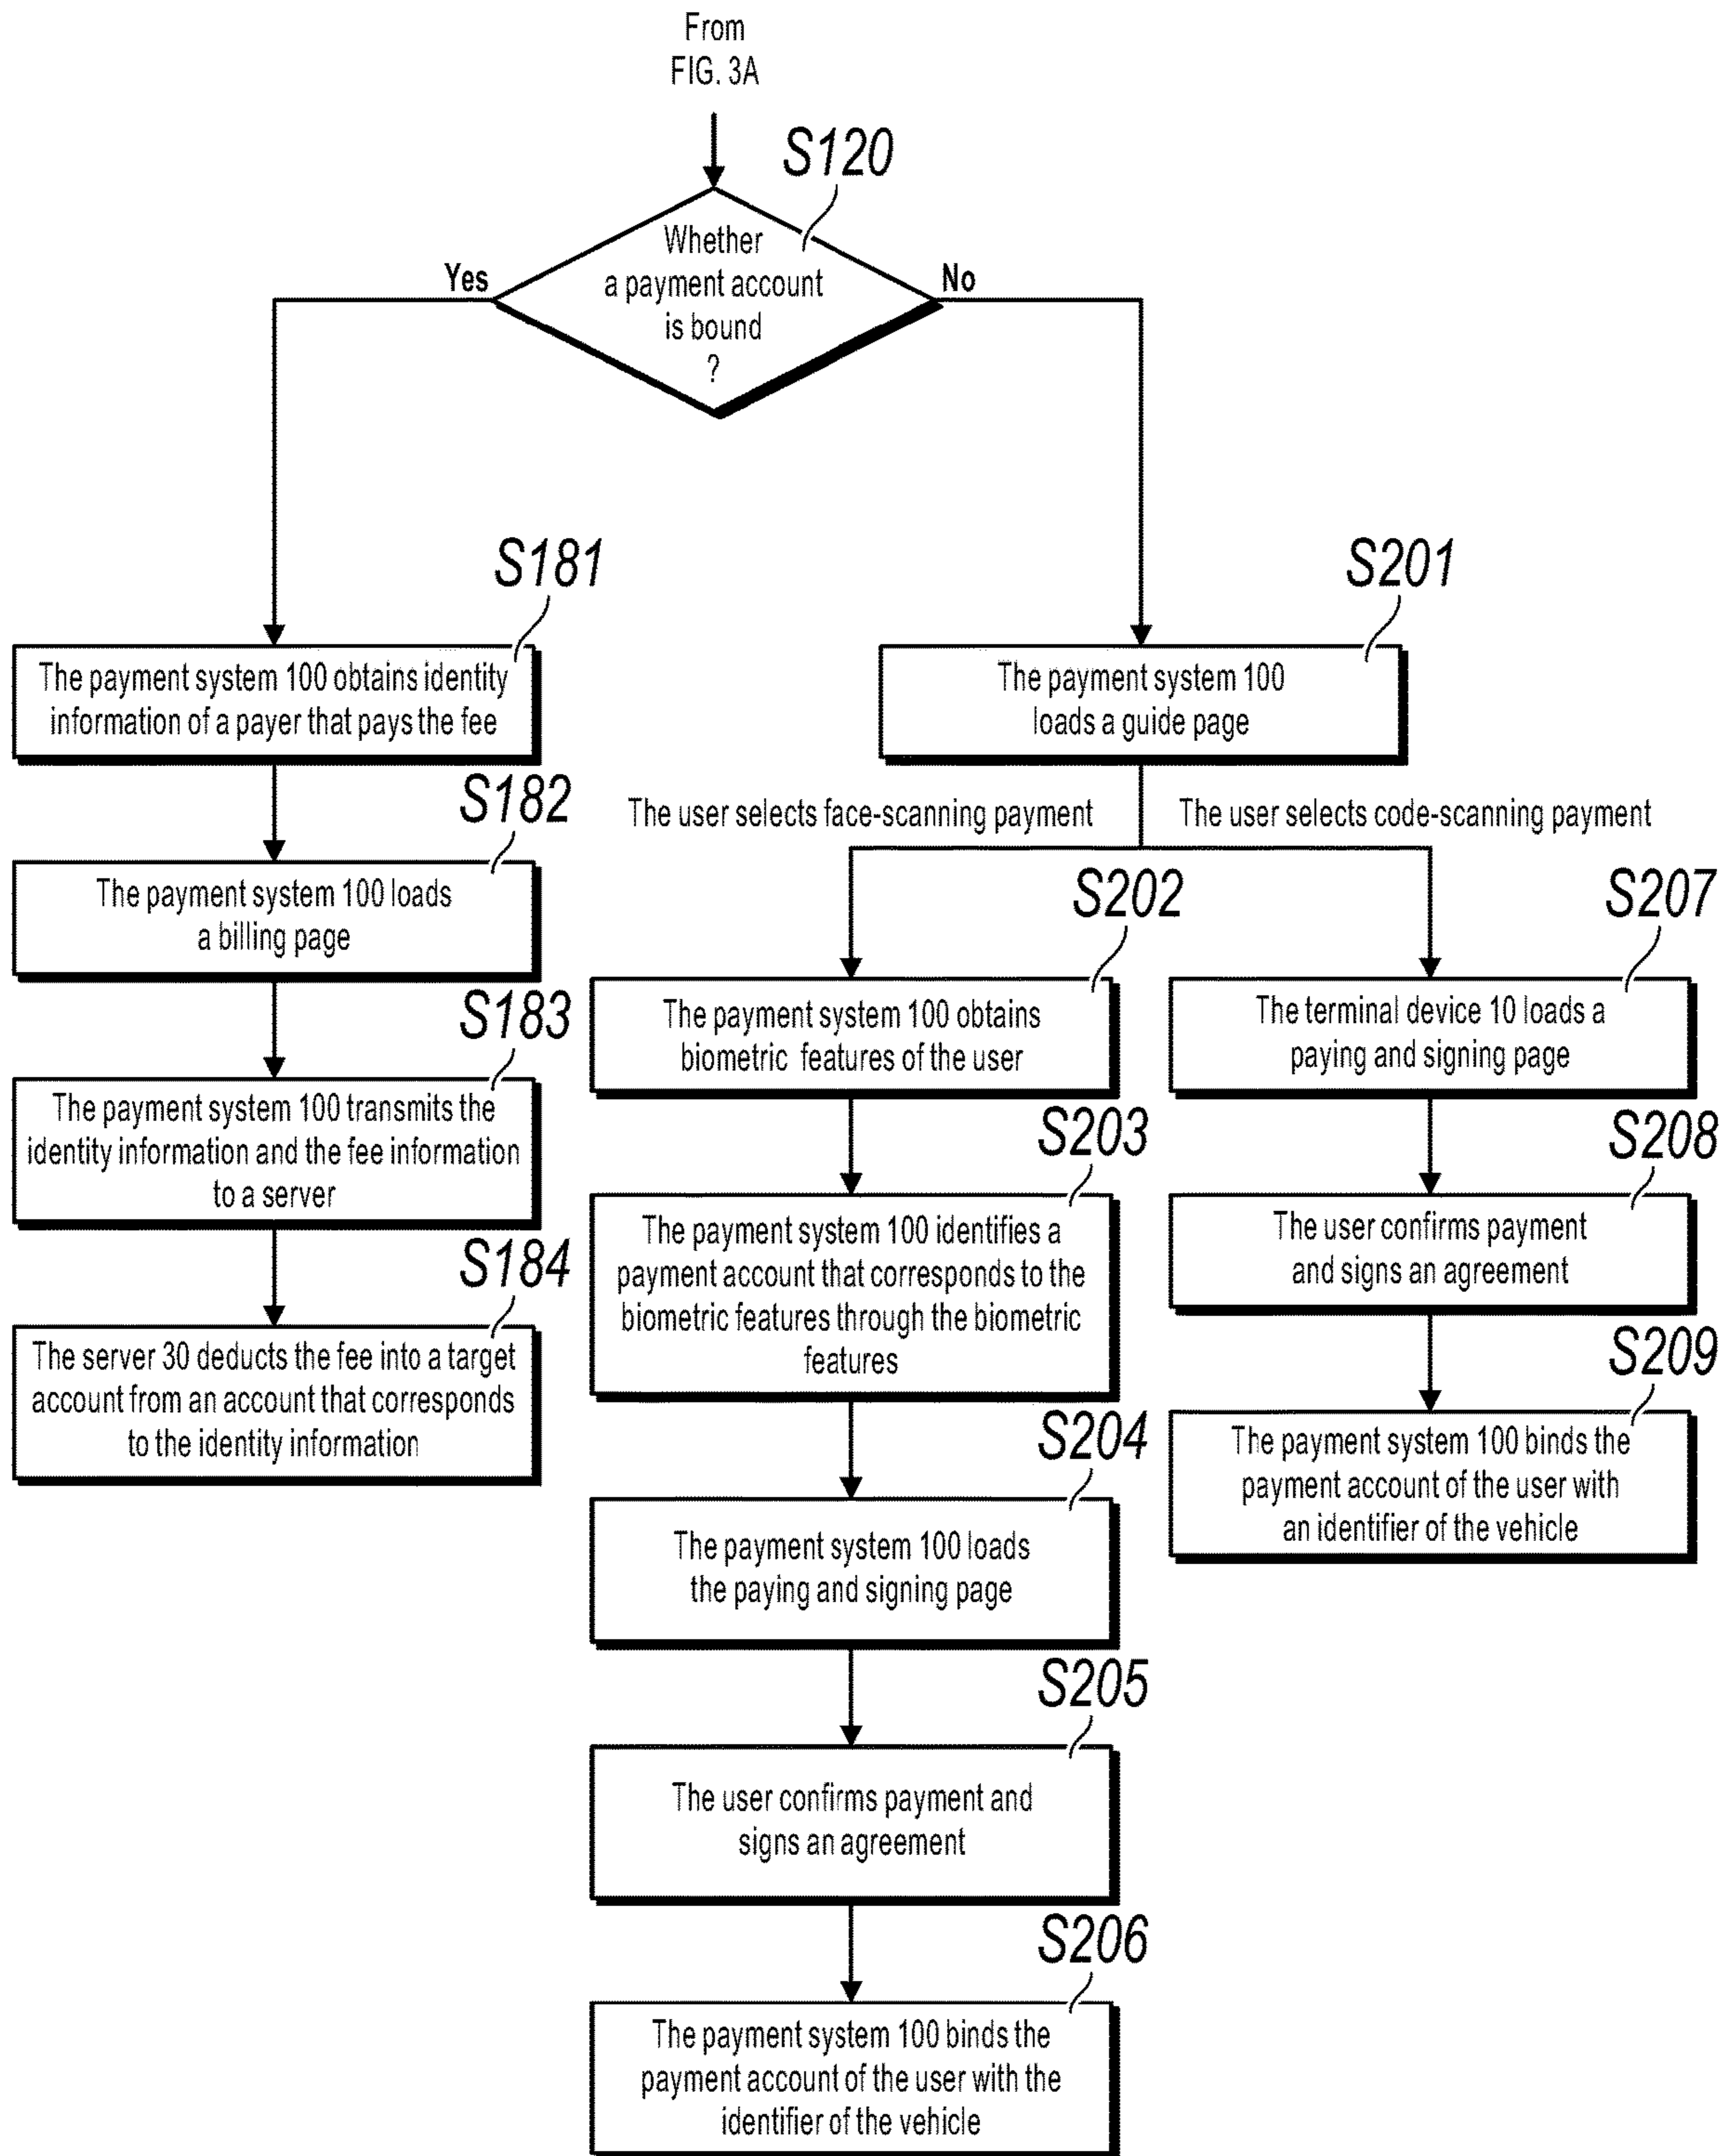 From
FIG. 3A
S120
Whether
a payment account
is bound
?
Yes
No
S181
The payment system 100 obtains identity
information of a payer that pays the fee
S182
The payment system 100 loads
a billing page
S183
The payment system 100 transmits the
identity information and the fee information
to a server
S184
The server 30 deducts the fee into a target
account from an account that corresponds
to the identity information
S201
The payment system 100
loads a guide page
The user selects face-scanning payment
The user selects code-scanning payment
S202
The payment system 100 obtains
biometric features of the user
S203
The payment system 100 identifies a
payment account that corresponds to the
biometric features through the biometric
features
S204
The payment system 100 loads
the paying and signing page
S205
The user confirms payment and
signs an agreement
S206
The payment system 100 binds the
payment account of the user with the
identifier of the vehicle
S207
The terminal device 10 loads a
paying and signing page
S208
The user confirms payment
and signs an agreement
S209
The payment system 100 binds the
payment account of the user with
an identifier of the vehicle